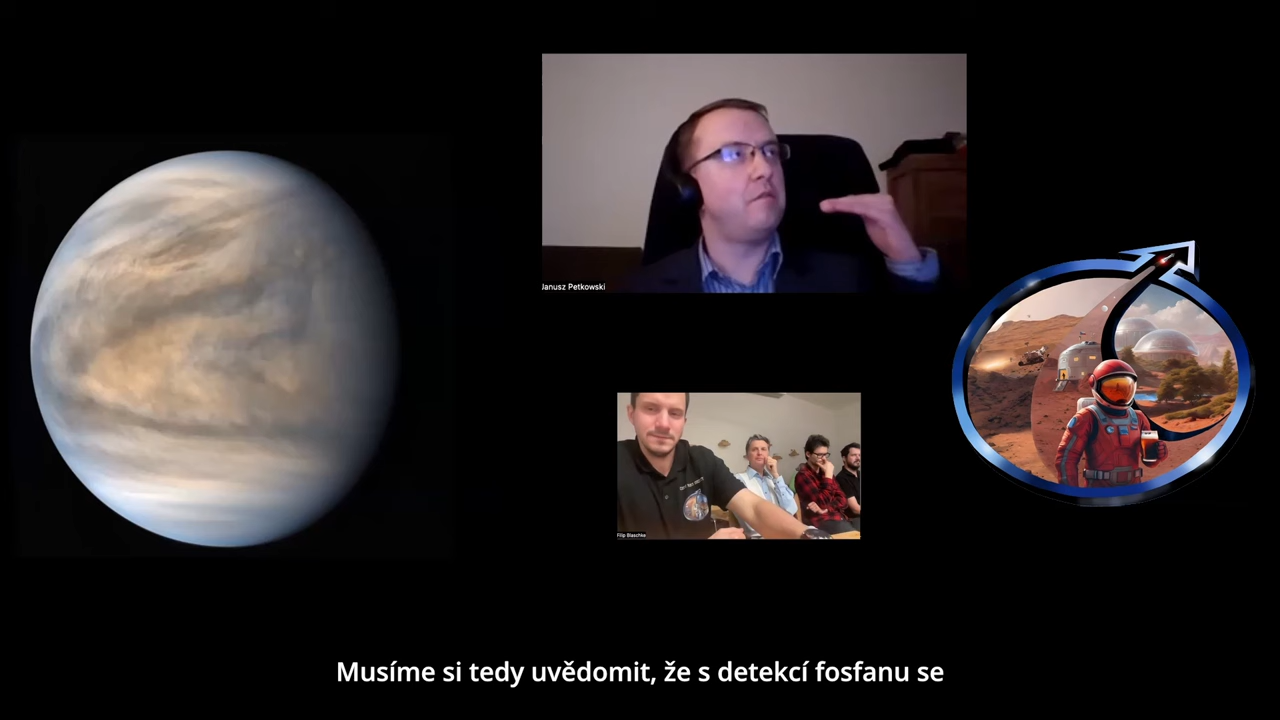 Janusz Petkowski
Filip Blaschke
Musíme si tedy uvědomit, že s detekcí fosfanu se